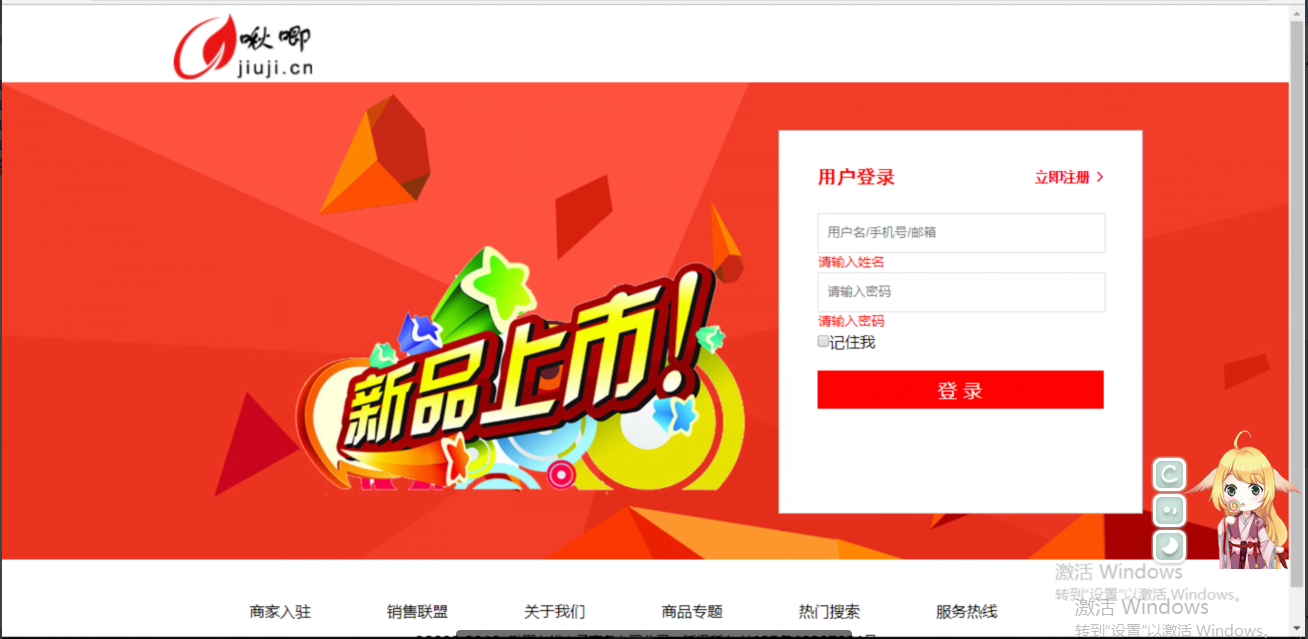 啾唧
jiuji.cn
用户登录
立即注册 >
用户名/手机号/邮箱
请输入姓名
请输入密码
请输入密码
记住我
登 录
新品上市!
激活 Windows
转到"设置"以激活 Windows。
激活 Windows
转到"设置"以激活 Windows。
商家入驻 销售联盟 关于我们 商品专题 热门搜索 服务热线